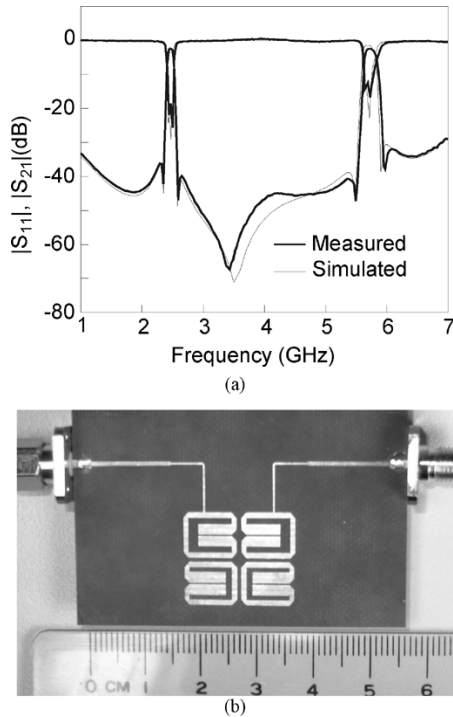 0
-20
-40
-60
-80
|S11|, |S21|(dB)
Measured
Simulated
1 2 3 4 5 6 7
Frequency (GHz)
(a)
0 CM 1 2 3 4 5 6
(b)